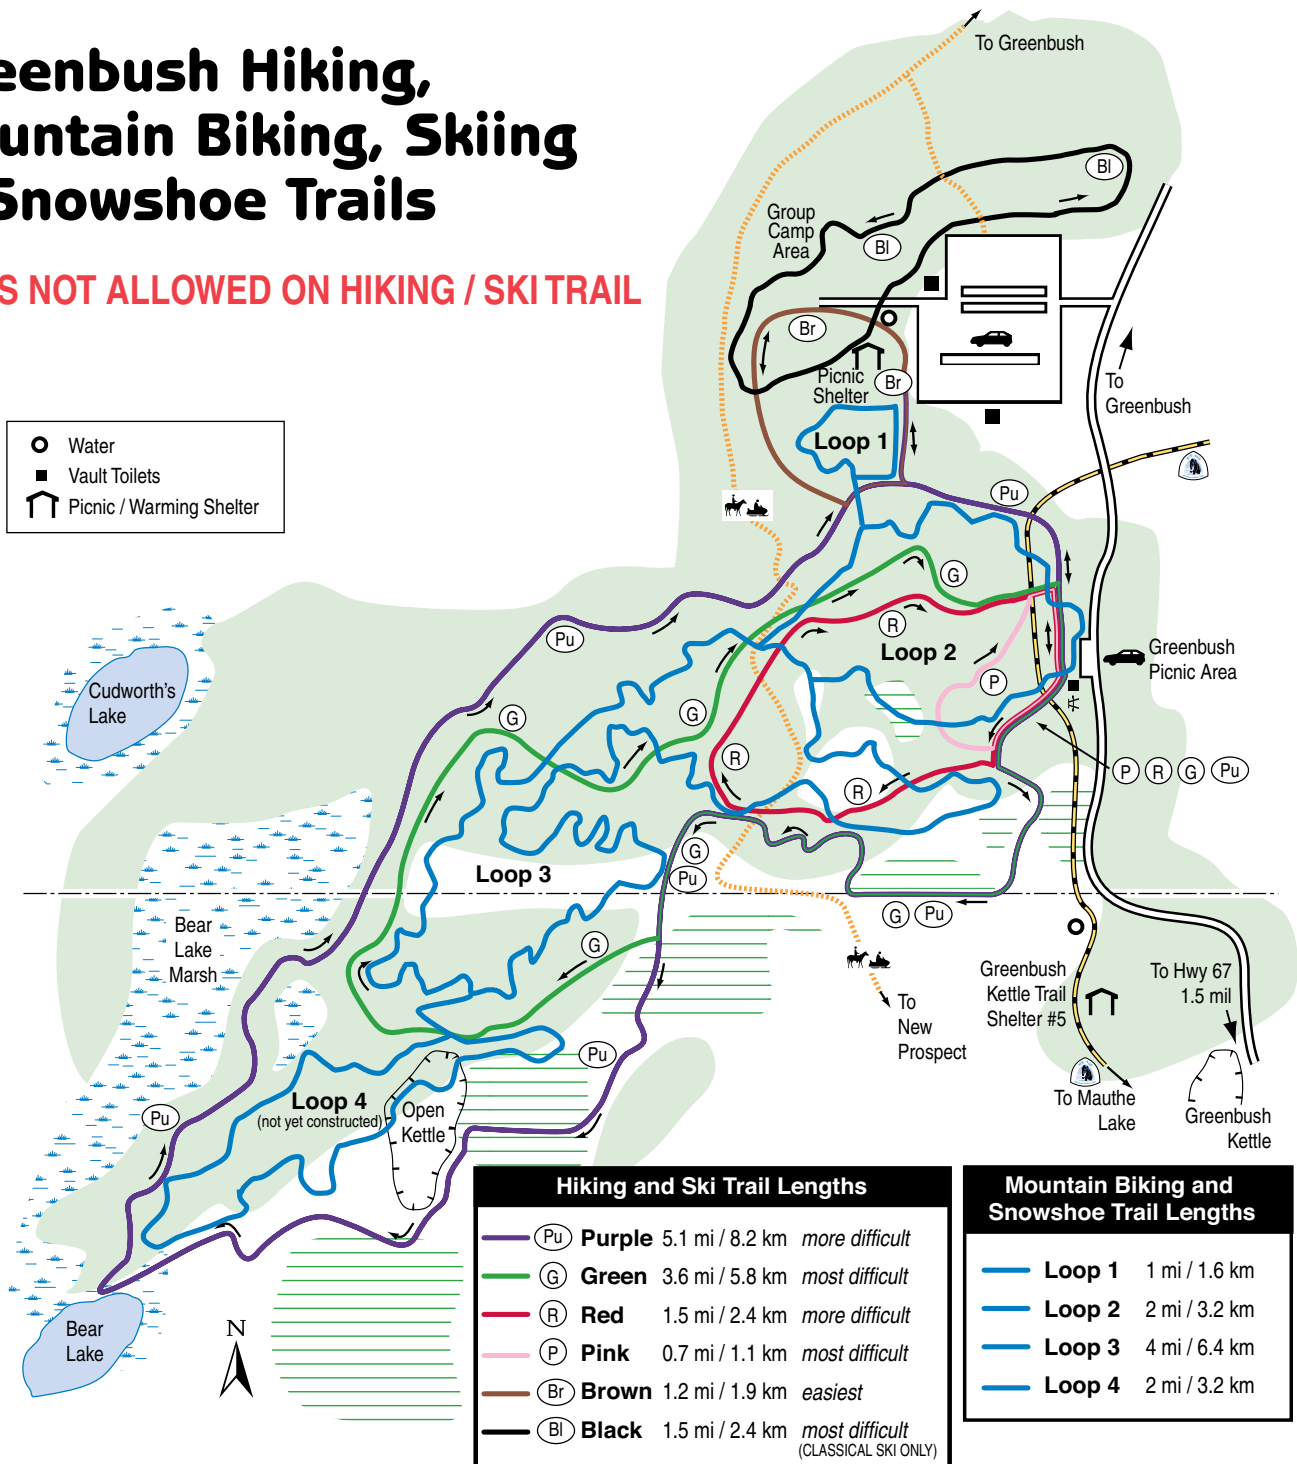 eenbush Hiking,
untain Biking, Skiing
Snowshoe Trails
S NOT ALLOWED ON HIKING / SKI TRAIL
To Greenbush
Bl
Group
Camp
Area
Bl
Br
Picnic
Shelter
Br
To
Greenbush
Water
Vault Toilets
Picnic / Warming Shelter
Loop 1
Pu
G
R
Loop 2
P
Pu
Greenbush
Picnic Area
Cudworth's
Lake
G
G
R
R
P R G Pu
Loop 3
G
Pu
G Pu
Bear
Lake
Marsh
G
Greenbush
Kettle Trail
Shelter #5
To Hwy 67
1.5 mil
To
New
Prospect
Pu
Loop 4
(not yet constructed)
Open
Kettle
Pu
To Mauthe
Lake
Greenbush
Kettle
Bear
Lake
N
Hiking and Ski Trail Lengths
Pu Purple 5.1 mi / 8.2 km more difficult
G Green 3.6 mi / 5.8 km most difficult
R Red 1.5 mi / 2.4 km more difficult
P Pink 0.7 mi / 1.1 km most difficult
Br Brown 1.2 mi / 1.9 km easiest
Bl Black 1.5 mi / 2.4 km most difficult
(CLASSICAL SKI ONLY)
Mountain Biking and
Snowshoe Trail Lengths
Loop 1 1 mi / 1.6 km
Loop 2 2 mi / 3.2 km
Loop 3 4 mi / 6.4 km
Loop 4 2 mi / 3.2 km